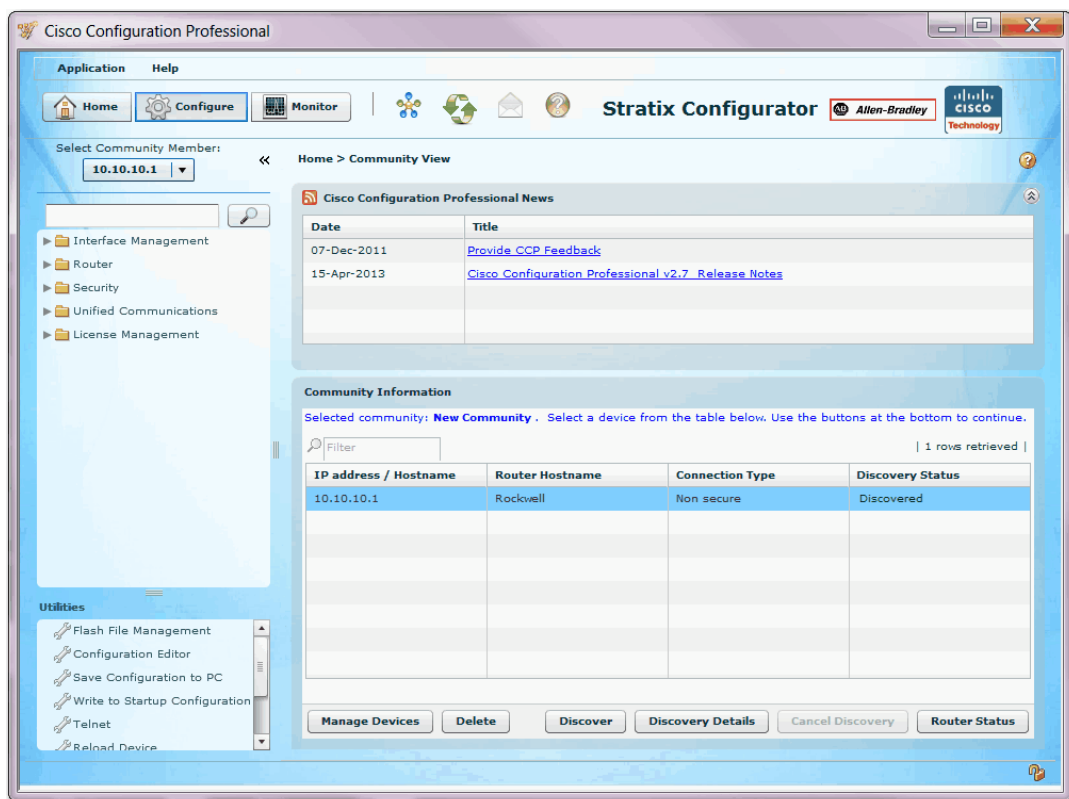 Cisco Configuration Professional
Application Help
Home Configure Monitor Stratix Configurator AB Allen-Bradley cisco Technology
Select Community Member:
10.10.10.1
Home > Community View
Interface Management
Router
Security
Unified Communications
License Management
Cisco Configuration Professional News
Date Title
07-Dec-2011 Provide CCP Feedback
15-Apr-2013 Cisco Configuration Professional v2.7 Release Notes
Community Information
Selected community: New Community . Select a device from the table below. Use the buttons at the bottom to continue.
Filter | 1 rows retrieved |
IP address / Hostname Router Hostname Connection Type Discovery Status
10.10.10.1 Rockwell Non secure Discovered
Utilities
Flash File Management
Configuration Editor
Save Configuration to PC
Write to Startup Configuration
Telnet
Reload Device
Manage Devices Delete Discover Discovery Details Cancel Discovery Router Status